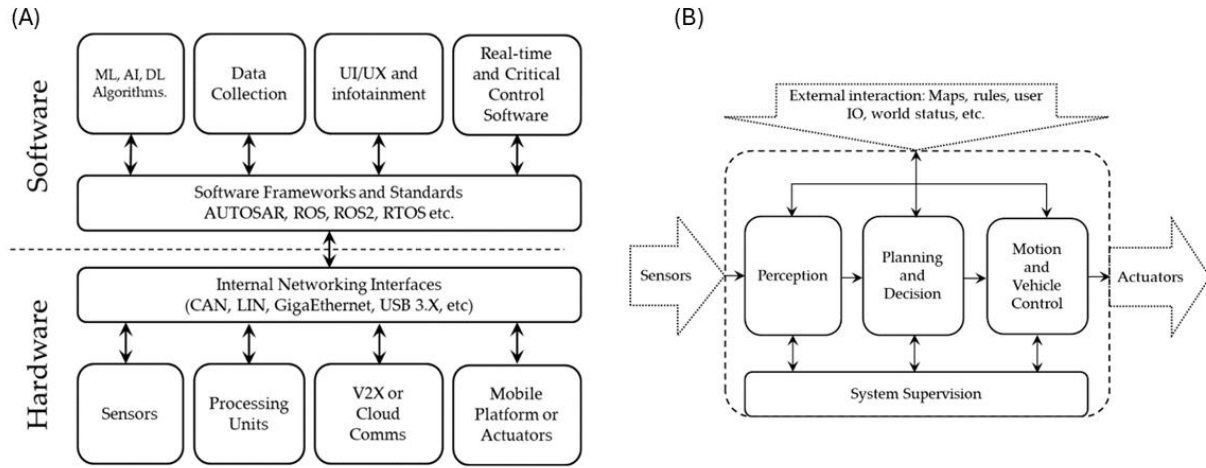 (A)
Software
ML, AI, DL
Algorithms.
Data
Collection
UI/UX and
infotainment
Real-time
and Critical
Control
Software
Software Frameworks and Standards
AUTOSAR, ROS, ROS2, RTOS etc.
Hardware
Internal Networking Interfaces
(CAN, LIN, GigaEthernet, USB 3.X, etc)
Sensors
Processing
Units
V2X or
Cloud
Comms
Mobile
Platform or
Actuators
(B)
External interaction: Maps, rules, user
IO, world status, etc.
Sensors
Perception
Planning
and
Decision
Motion
and
Vehicle
Control
Actuators
System Supervision